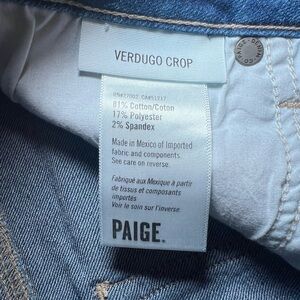 VERDUGO CROP
81% Cotton/Coton
17% Polyester
2% Spandex
Made in Mexico of Imported
fabric and components.
See care on reverse.
Fabriqué aux Mexique à partir
de tissus et composants
importés
Voir le soin sur l'inverse
PAIGE.